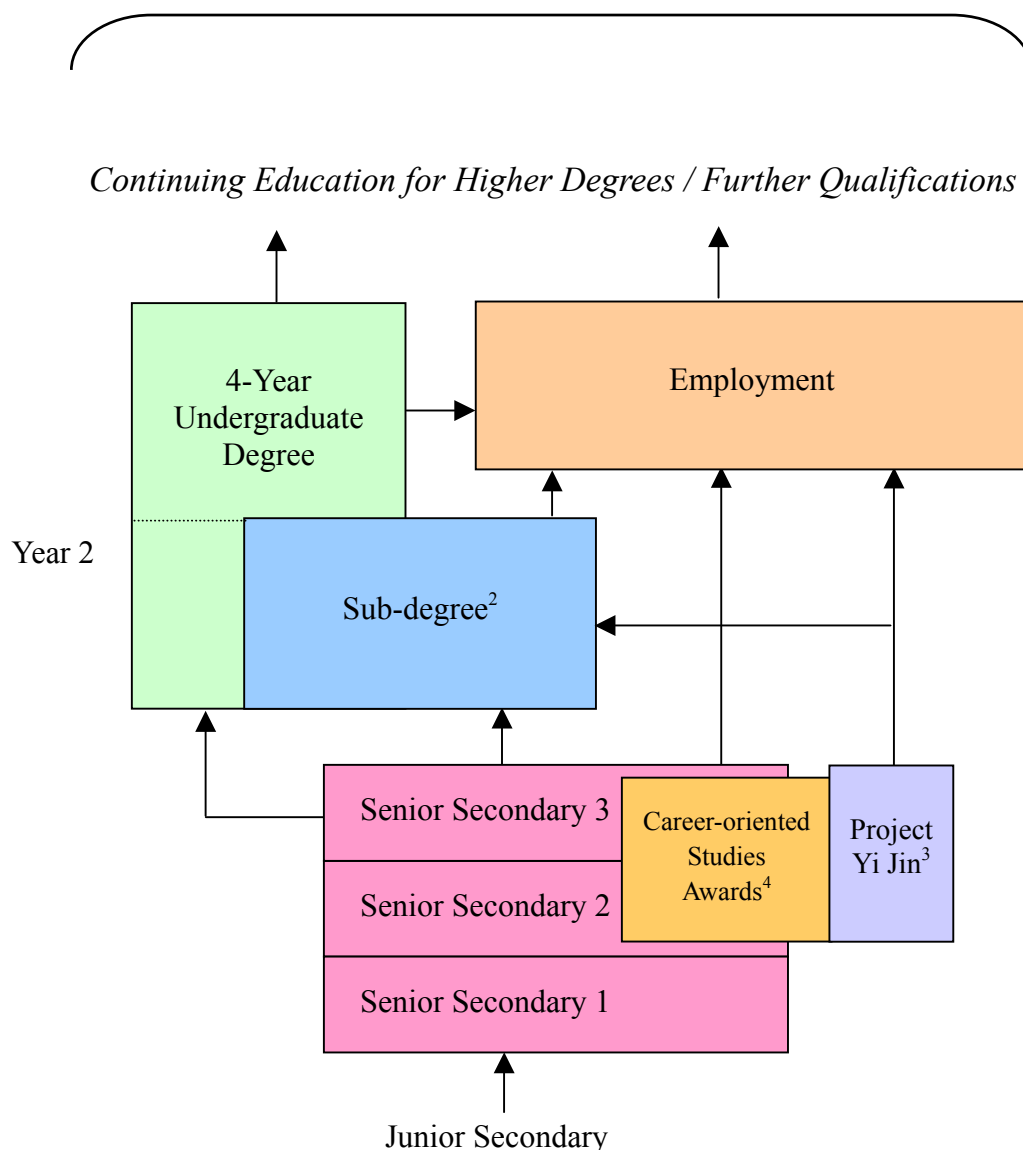 Continuing Education for Higher Degrees / Further Qualifications
4-Year
Undergraduate
Degree
Employment
Year 2
Sub-degree²
Senior Secondary 3
Career-oriented
Studies
Awards⁴
Project
Yi Jin³
Senior Secondary 2
Senior Secondary 1
Junior Secondary